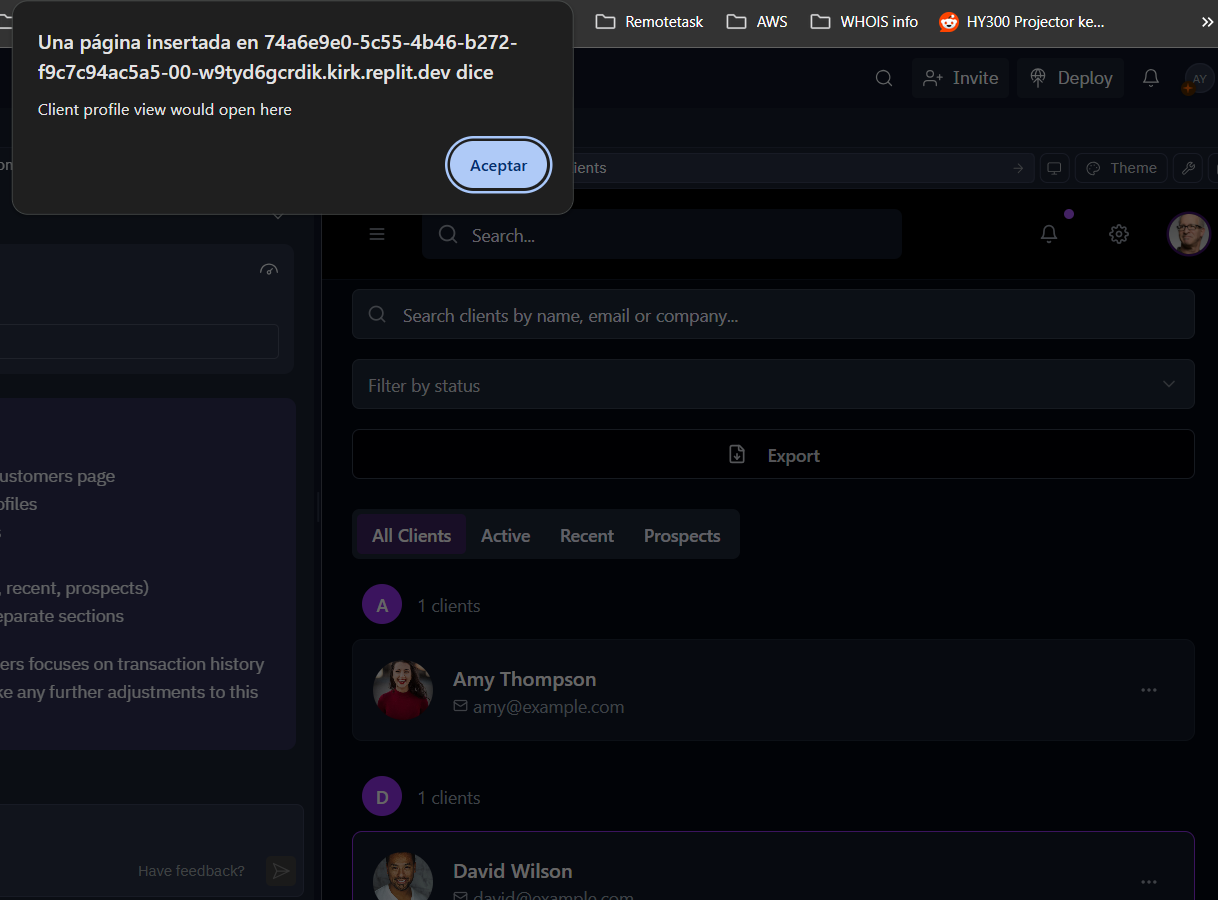 Remotetask
AWS
WHOIS info
HY300 Projector ke...
»
Una página insertada en 74a6e9e0-5c55-4b46-b272-
f9c7c94ac5a5-00-w9tyd6gcrdik.kirk.replit.dev dice
Client profile view would open here
Aceptar
Invite
Deploy
AY
ients
Theme
Search...
Search clients by name, email or company...
Filter by status
Export
ustomers page
ofiles
s
, recent, prospects)
eparate sections
ers focuses on transaction history
ke any further adjustments to this
Have feedback?
All Clients
Active
Recent
Prospects
A
1 clients
Amy Thompson
amy@example.com
...
D
1 clients
David Wilson
david@example.com
...